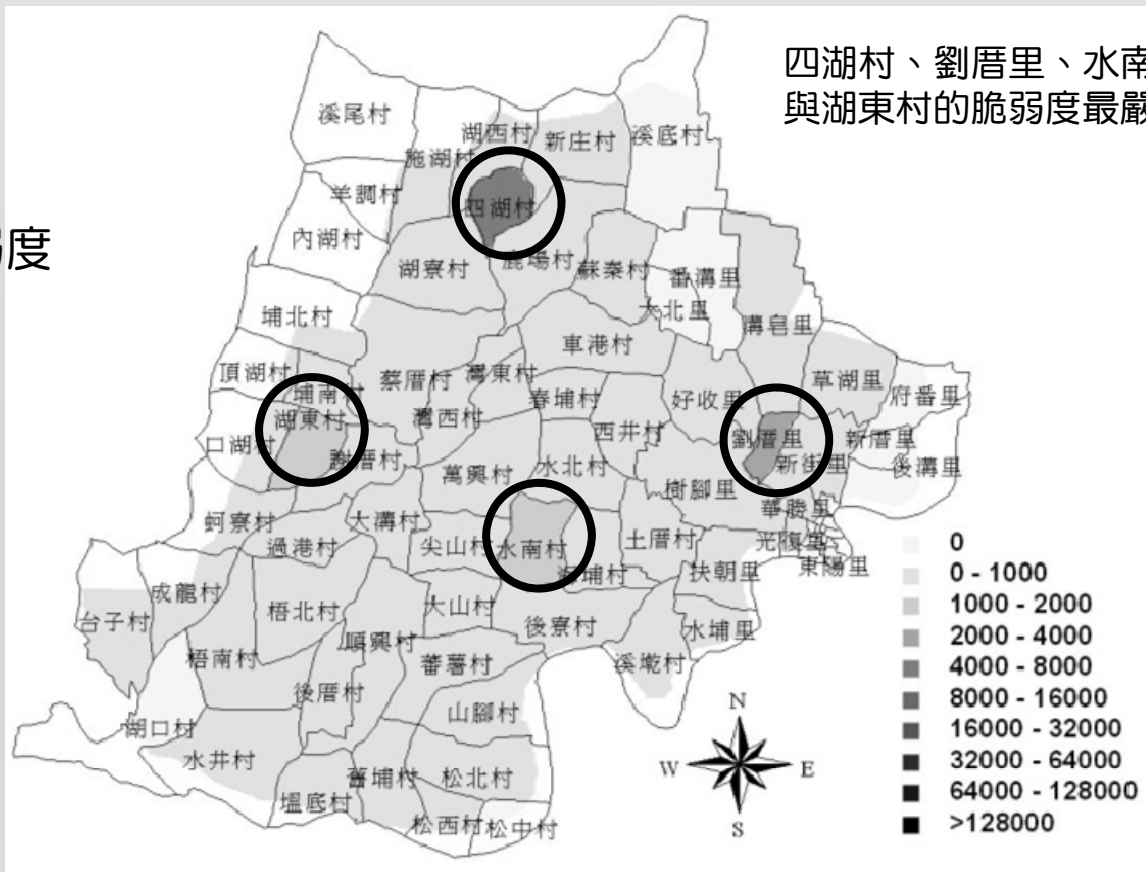 四湖村、劉厝里、水南
與湖東村的脆弱度最嚴
度
溪尾村
湖西村
新庄村
溪底村
施湖村
羊調村
四湖村
內湖村
湖寮村
鹿場村
蘇秦村
番溝里
大北里
溝皂里
埔北村
車港村
頂湖村
蔡厝村
灣東村
草湖里
埔南村
春埔村
好收里
府番里
湖東村
灣西村
西井村
劉厝里
新厝里
口湖村
謝厝村
萬興村
水北村
新街里
後溝里
樹腳里
華勝里
蚵寮村
大溝村
過港村
尖山村
水南村
土厝村
光復里
海埔村
扶朝里
東陽里
成龍村
台子村
梧北村
大山村
後寮村
水埔里
順興村
梧南村
蕃薯村
溪墘村
後厝村
湖口村
山腳村
水井村
舊埔村
松北村
塭底村
松西村
松中村
N
W
E
S
0
0 - 1000
1000 - 2000
2000 - 4000
4000 - 8000
8000 - 16000
16000 - 32000
32000 - 64000
64000 - 128000
>128000